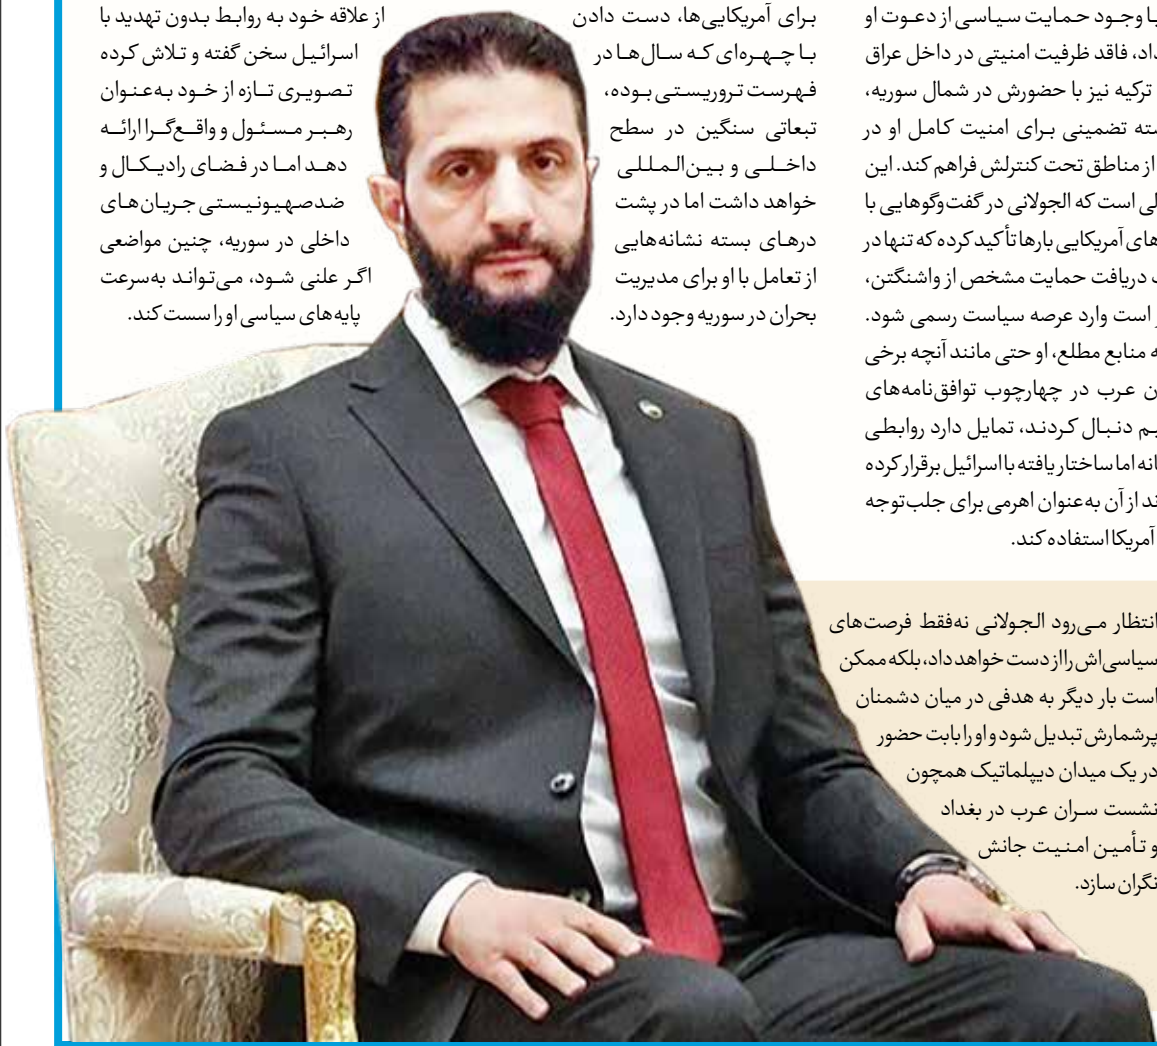 با وجود حمایت سیاسی از دعوت او
فاقد ظرفیت امنیتی در داخل عراق
ترکیه نیز با حضورش در شمال سوریه،
تضمینی برای امنیت کامل او در
از مناطق تحت کنترلش فراهم کند. این
است که الجولانی در گفت‌وگوهایی با
آمریکایی بارها تأکید کرده که تنها در
دریافت حمایت مشخص از واشنگتن،
است وارد عرصه سیاست رسمی شود.
منابع مطلع، او حتی مانند آنچه برخی
عرب در چهارچوب توافق‌نامه‌های
دنبال کردند، تمایل دارد روابطی
اما ساختار یافته با اسرائیل برقرار کرده
از آن به‌عنوان اهرمی برای جلب‌توجه
آمریکا استفاده کند.
انتظار می‌رود الجولانی نه‌فقط فرصت‌های
سیاسی‌اش را از دست خواهد داد، بلکه ممکن
است بار دیگر به هدفی در میان دشمنان
پرشمارش تبدیل شود و او را بابت حضور
در یک میدان دیپلماتیک همچون
نشست سران عرب در بغداد
و تأمین امنیت جانش
نگران سازد.
برای آمریکایی‌ها، دست دادن
با چهره‌ای که سال‌ها در
فهرست تروریستی بوده،
تبعاتی سنگین در سطح
داخلی و بین‌المللی
خواهد داشت اما در پشت
درهای بسته نشانه‌هایی
از تعامل با او برای مدیریت
بحران در سوریه وجود دارد.
از علاقه خود به روابط بدون تهدید با
اسرائیل سخن گفته و تلاش کرده
تصویری تازه از خود به‌عنوان
رهبر مسئول و واقع‌گرا ارائه
دهد اما در فضای رادیکال و
ضدصهیونیستی جریان‌های
داخلی در سوریه، چنین مواضعی
اگر علنی شود، می‌تواند به‌سرعت
پایه‌های سیاسی او را سست کند.